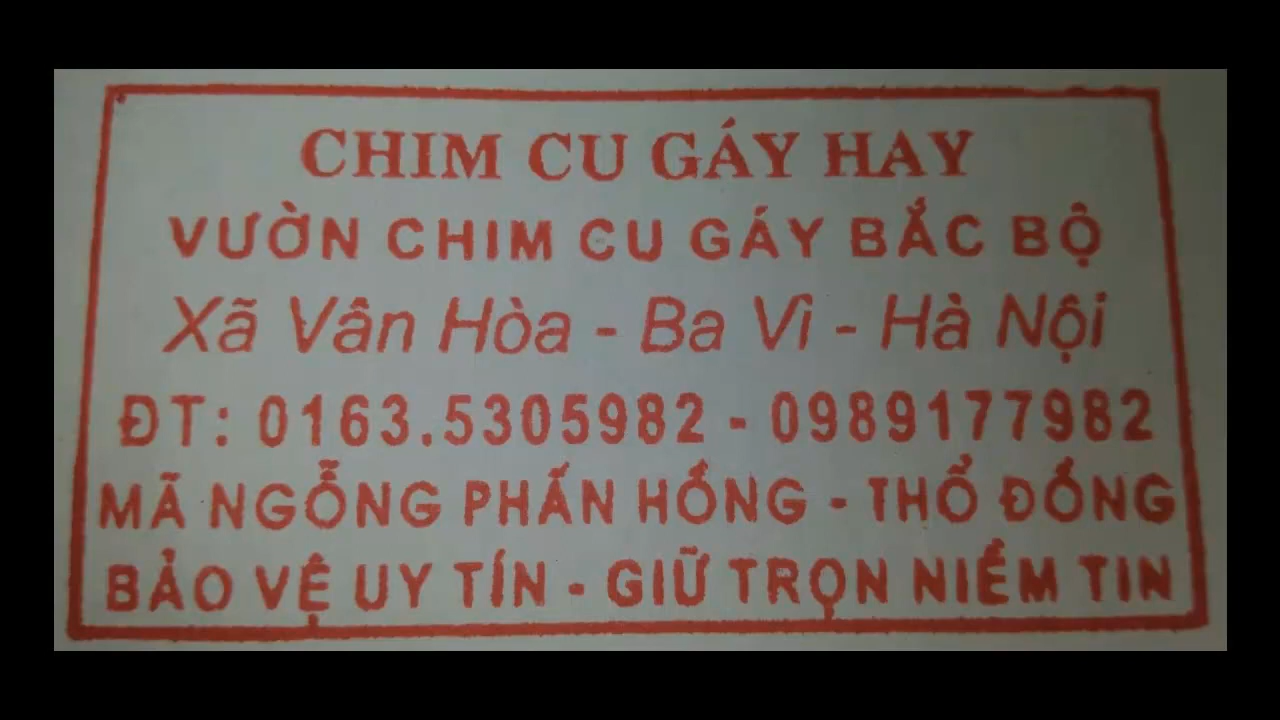 CHIM CU GÁY HAY
VƯỜN CHIM CU GÁY BẮC BỘ
Xã Vân Hòa - Ba Vì - Hà Nội
ĐT: 0163.5305982 - 0989177982
MÃ NGỖNG PHẤN HỒNG - THỔ ĐỒNG
BẢO VỆ UY TÍN - GIỮ TRỌN NIỀM TIN